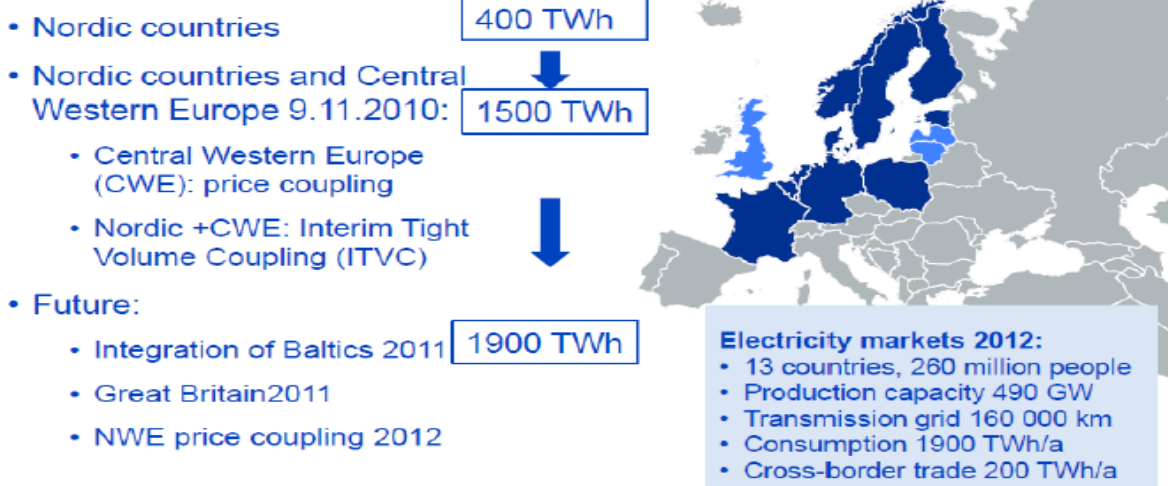 • Nordic countries
400 TWh
• Nordic countries and Central
Western Europe 9.11.2010:
1500 TWh
• Central Western Europe
(CWE): price coupling
• Nordic +CWE: Interim Tight
Volume Coupling (ITVC)
• Future:
• Integration of Baltics 2011
1900 TWh
• Great Britain2011
• NWE price coupling 2012
Electricity markets 2012:
• 13 countries, 260 million people
• Production capacity 490 GW
• Transmission grid 160 000 km
• Consumption 1900 TWh/a
• Cross-border trade 200 TWh/a